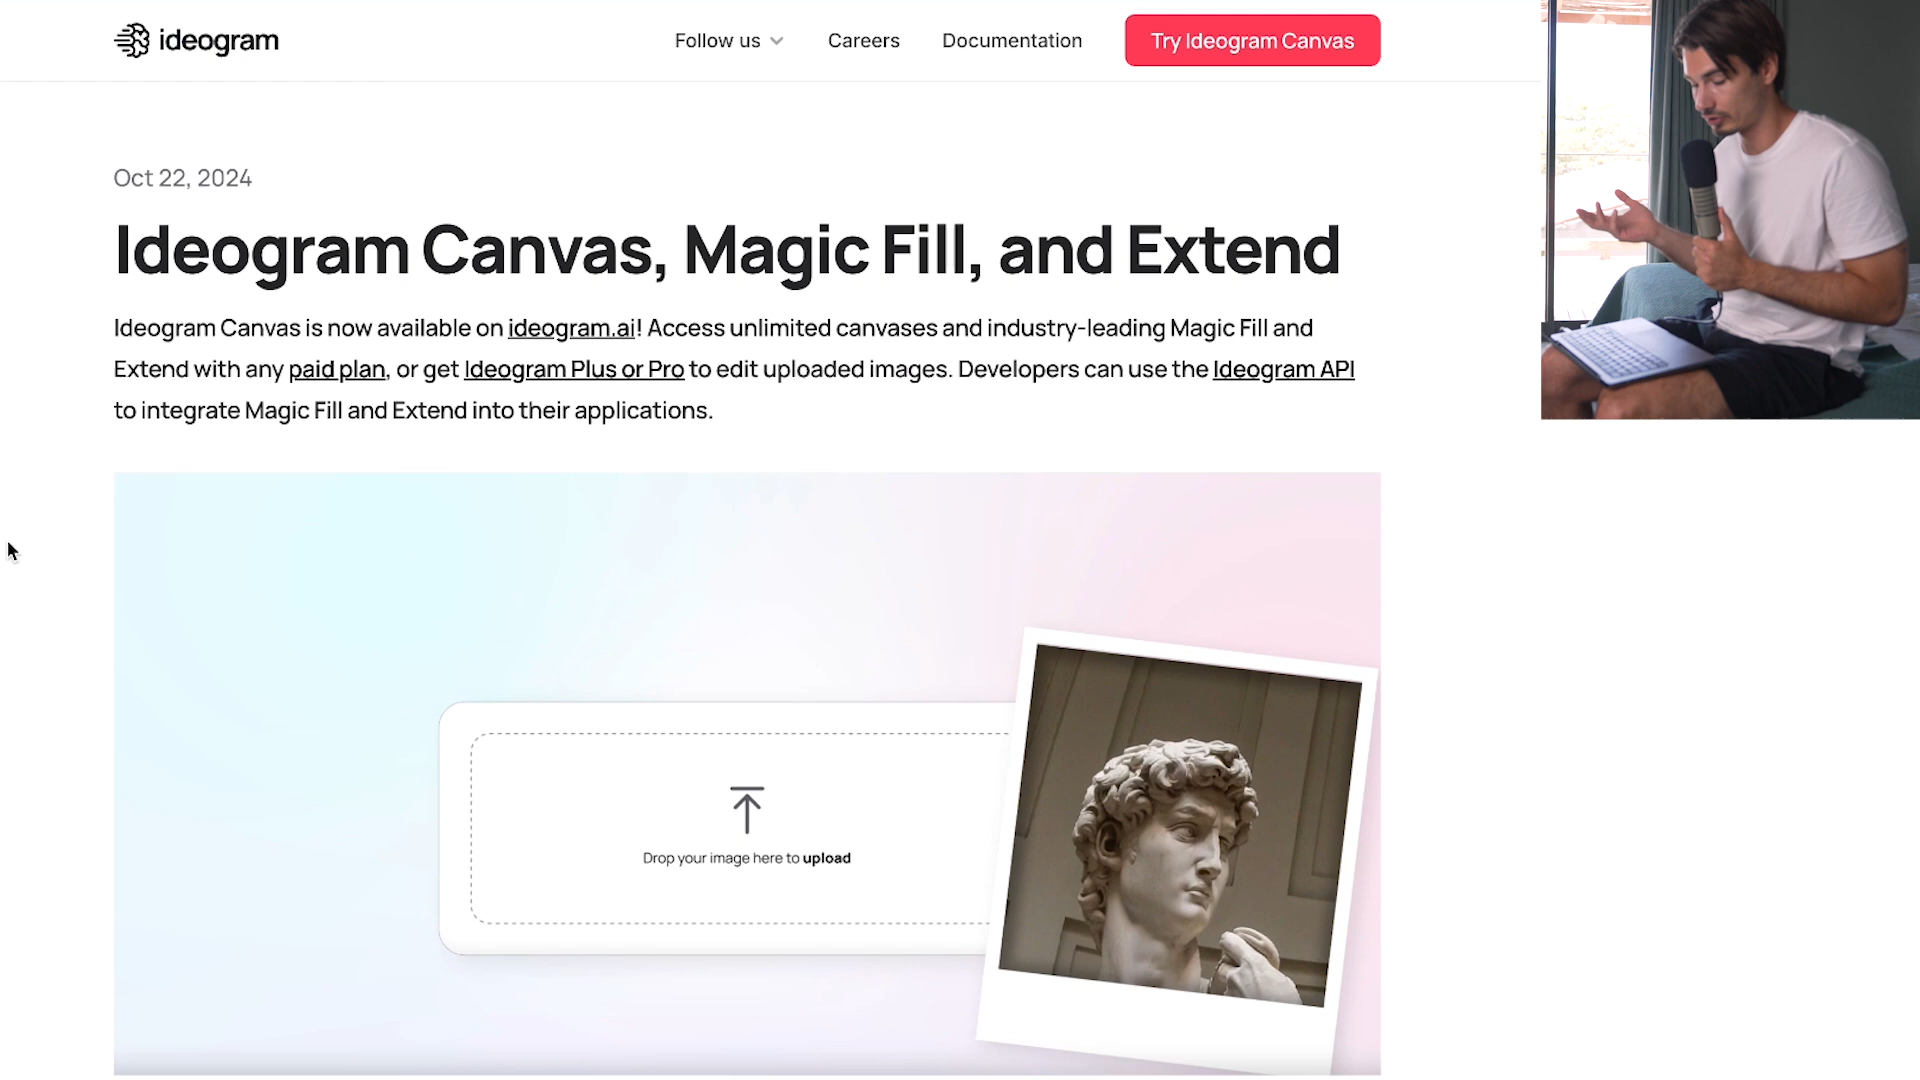 ideogram
Follow us
Careers
Documentation
Try Ideogram Canvas
Oct 22, 2024
Ideogram Canvas, Magic Fill, and Extend
Ideogram Canvas is now available on ideogram.ai! Access unlimited canvases and industry-leading Magic Fill and
Extend with any paid plan, or get Ideogram Plus or Pro to edit uploaded images. Developers can use the Ideogram API
to integrate Magic Fill and Extend into their applications.
Drop your image here to upload